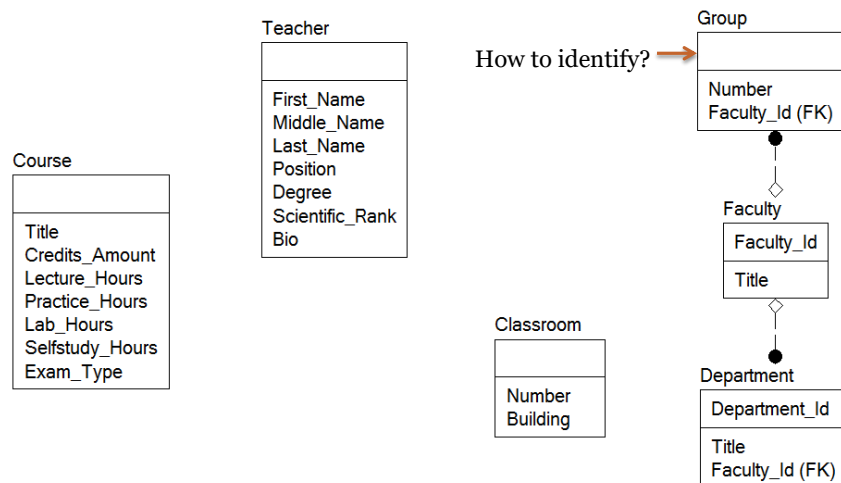 Teacher
First_Name
Middle_Name
Last_Name
Position
Degree
Scientific_Rank
Bio
How to identify?
Group
Number
Faculty_Id (FK)
Course
Title
Credits_Amount
Lecture_Hours
Practice_Hours
Lab_Hours
Selfstudy_Hours
Exam_Type
Faculty
Faculty_Id
Title
Classroom
Number
Building
Department
Department_Id
Title
Faculty_Id (FK)